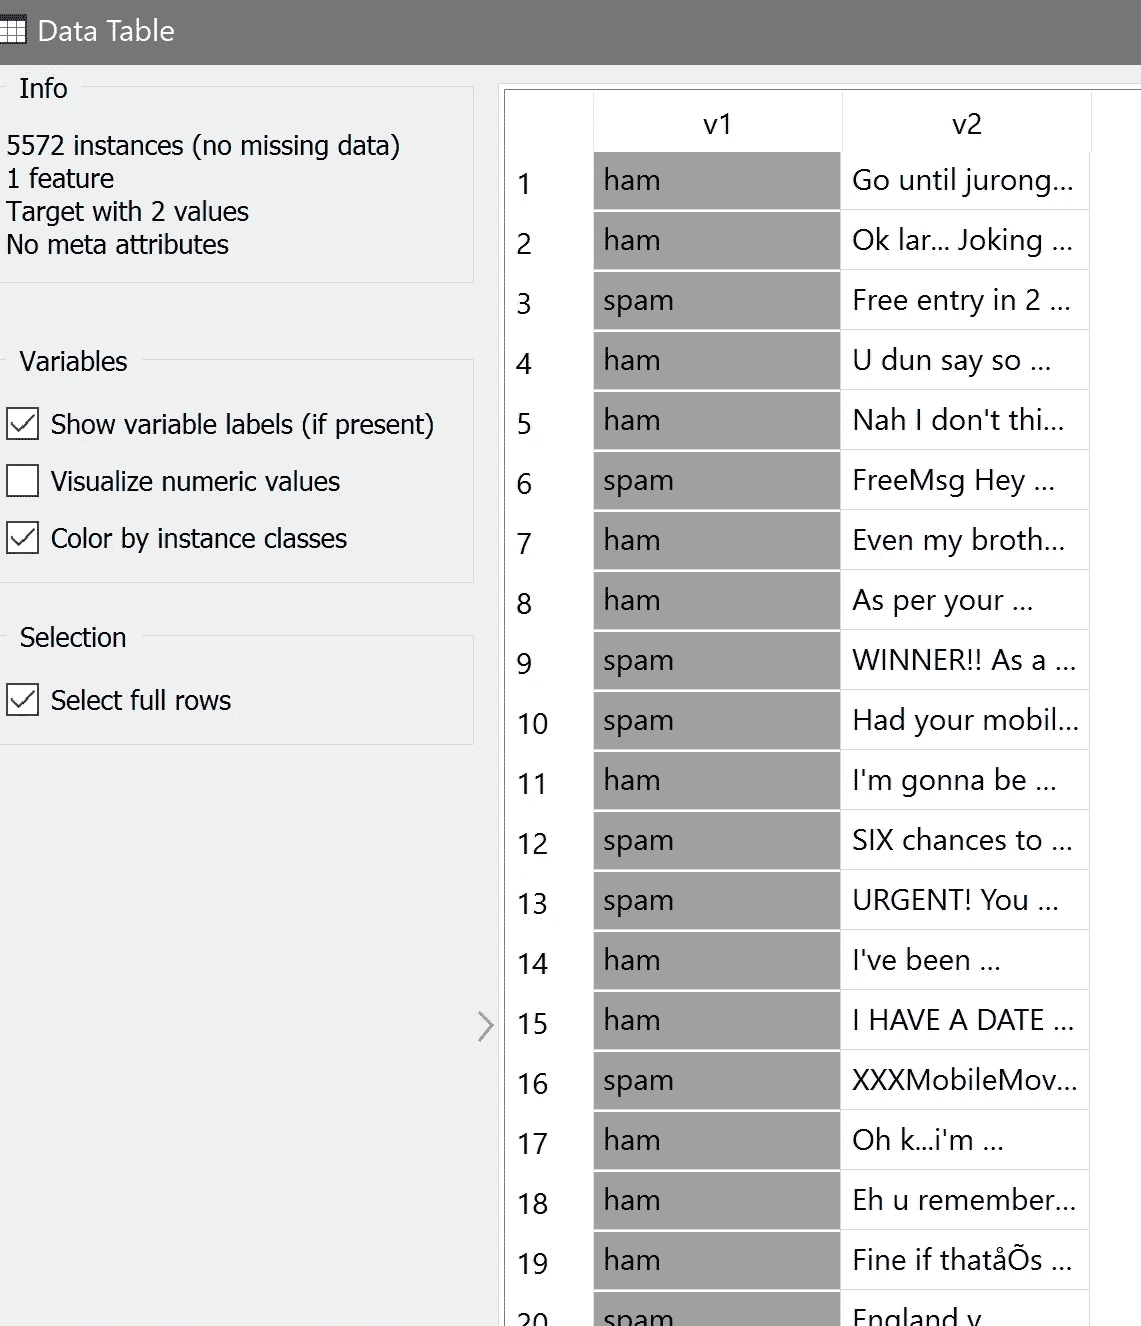 Data Table
Info
5572 instances (no missing data)
1 feature
Target with 2 values
No meta attributes
Variables
Show variable labels (if present)
Visualize numeric values
Color by instance classes
Selection
Select full rows
v1 v2
1 ham Go until jurong...
2 ham Ok lar... Joking ...
3 spam Free entry in 2 ...
4 ham U dun say so ...
5 ham Nah I don't thi...
6 spam FreeMsg Hey ...
7 ham Even my broth...
8 ham As per your ...
9 spam WINNER!! As a ...
10 spam Had your mobil...
11 ham I'm gonna be ...
12 spam SIX chances to ...
13 spam URGENT! You ...
14 ham I've been ...
15 ham I HAVE A DATE ...
16 spam XXXMobileMov...
17 ham Oh k...i'm ...
18 ham Eh u remember...
19 ham Fine if thatåÕs ...
20 spam England v